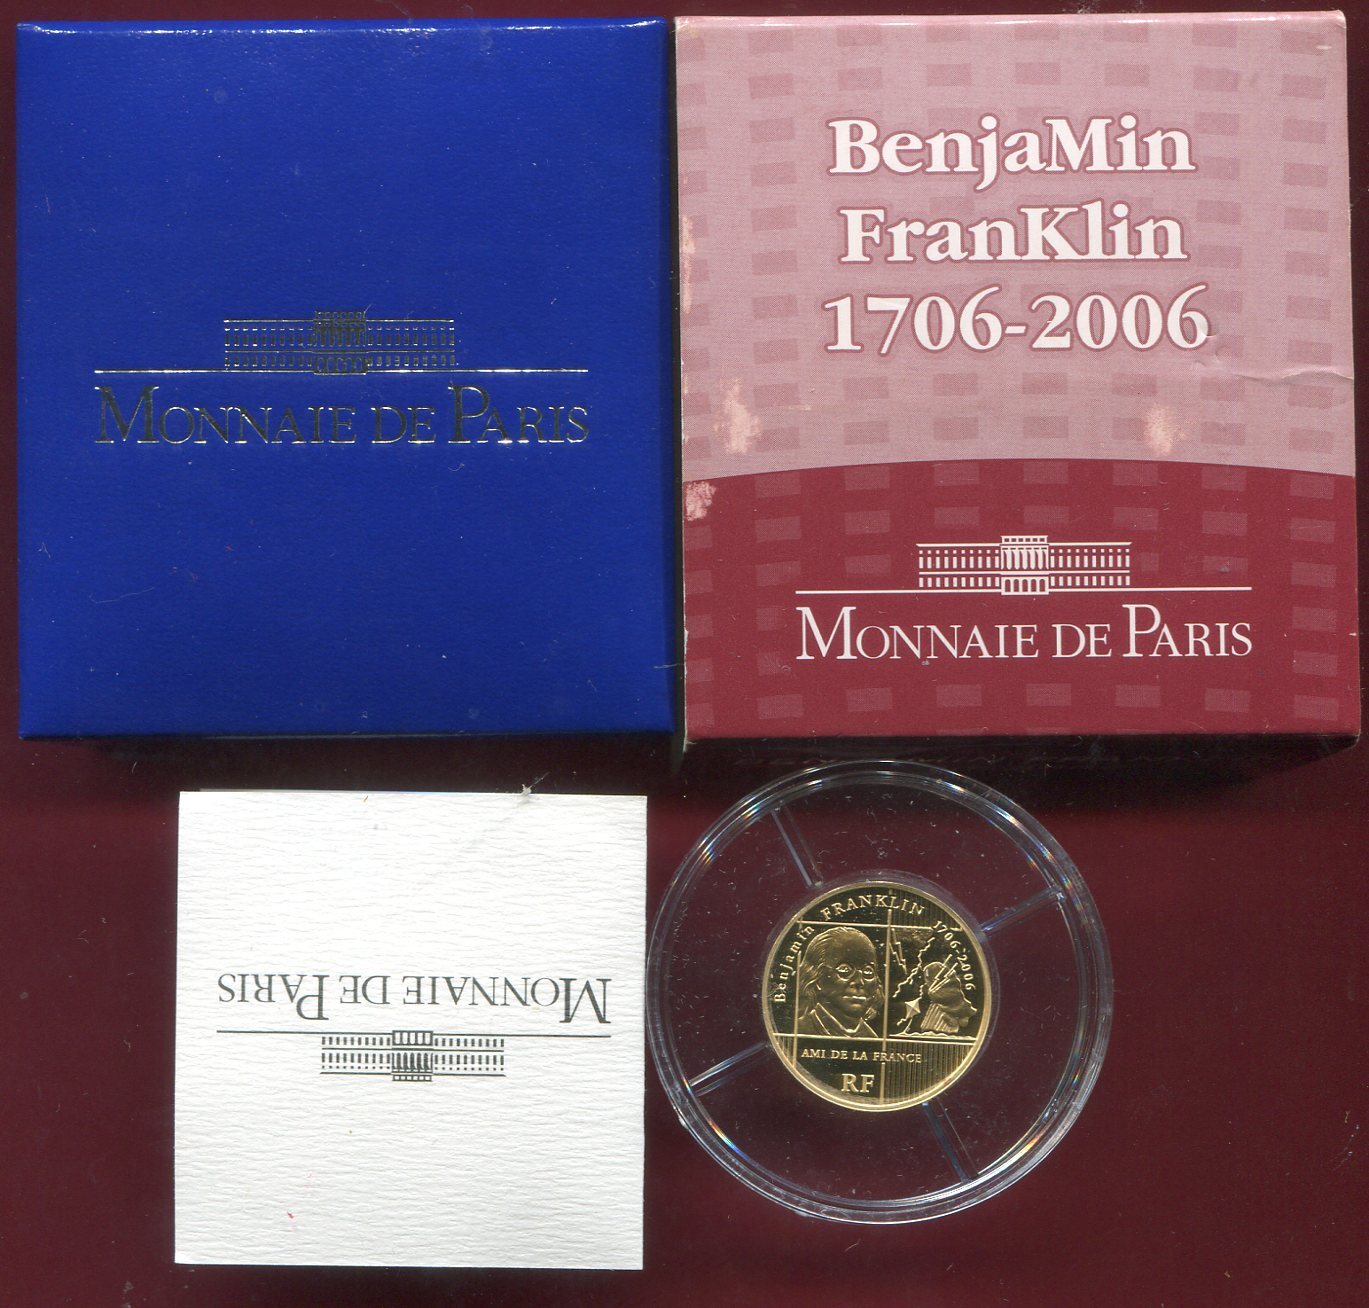 MONNAIE DE PARIS
BenjaMin
FranKlin
1706-2006
MONNAIE DE PARIS
MONNAIE DE PARIS
Benjamin FRANKLIN 1706-2006
AMI DE LA FRANCE
RF